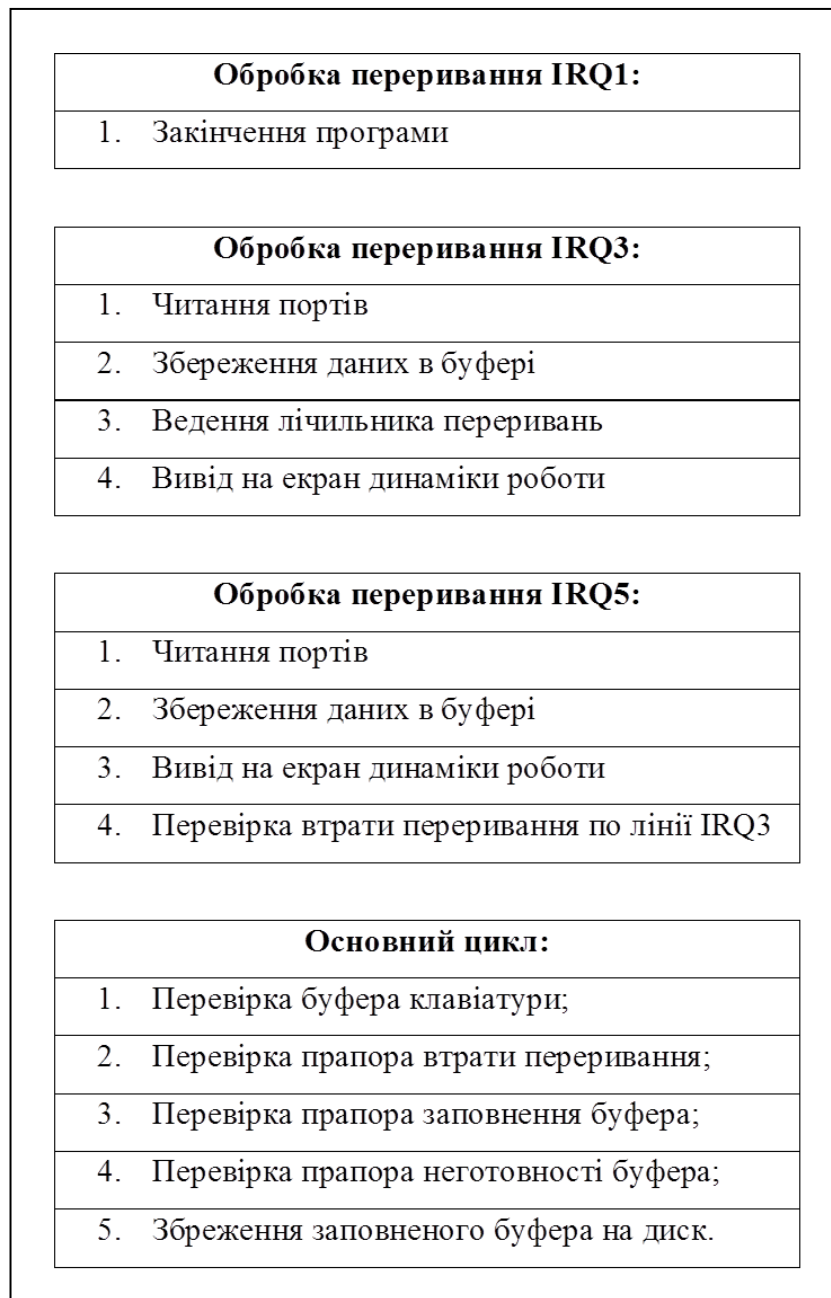 Обробка переривання IRQ1:
1. Закінчення програми
Обробка переривання IRQ3:
1. Читання портів
2. Збереження даних в буфері
3. Ведення лічильника переривань
4. Вивід на екран динаміки роботи
Обробка переривання IRQ5:
1. Читання портів
2. Збереження даних в буфері
3. Вивід на екран динаміки роботи
4. Перевірка втрати переривання по лінії IRQ3
Основний цикл:
1. Перевірка буфера клавіатури;
2. Перевірка прапора втрати переривання;
3. Перевірка прапора заповнення буфера;
4. Перевірка прапора неготовності буфера;
5. Збреження заповненого буфера на диск.